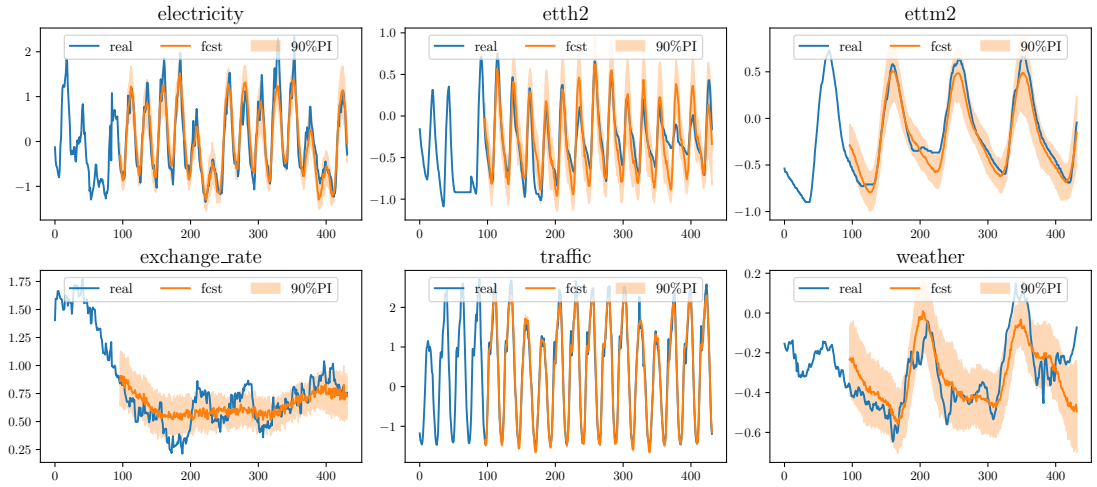 electricity
real fcst 90%PI
2
1
0
−1
0 100 200 300 400
etth2
real fcst 90%PI
1.0
0.5
0.0
−0.5
−1.0
0 100 200 300 400
ettm2
real fcst 90%PI
0.5
0.0
−0.5
−1.0
0 100 200 300 400
exchange_rate
real fcst 90%PI
1.75
1.50
1.25
1.00
0.75
0.50
0.25
0 100 200 300 400
traffic
real fcst 90%PI
2
1
0
−1
0 100 200 300 400
weather
real fcst 90%PI
0.2
0.0
−0.2
−0.4
−0.6
0 100 200 300 400